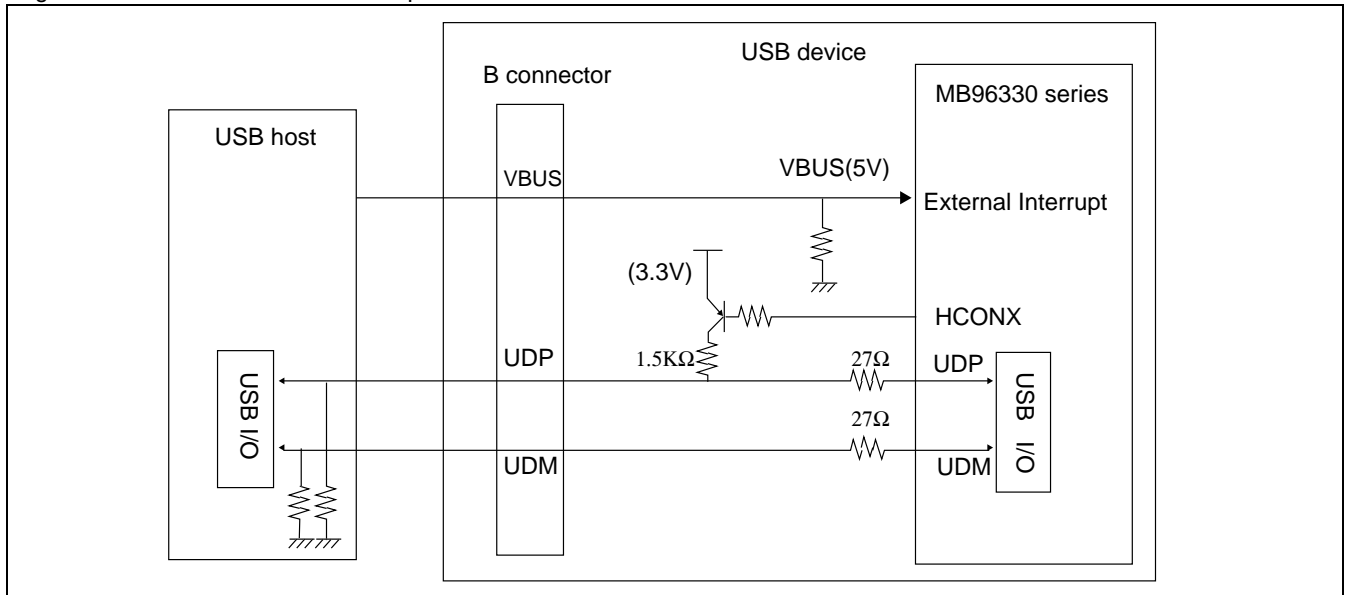 USB device
B connector
MB96330 series
USB host
VBUS
VBUS(5V)
External Interrupt
(3.3V)
HCONX
UDP
1.5KΩ
27Ω
UDP
USB I/O
USB I/O
27Ω
UDM
UDM